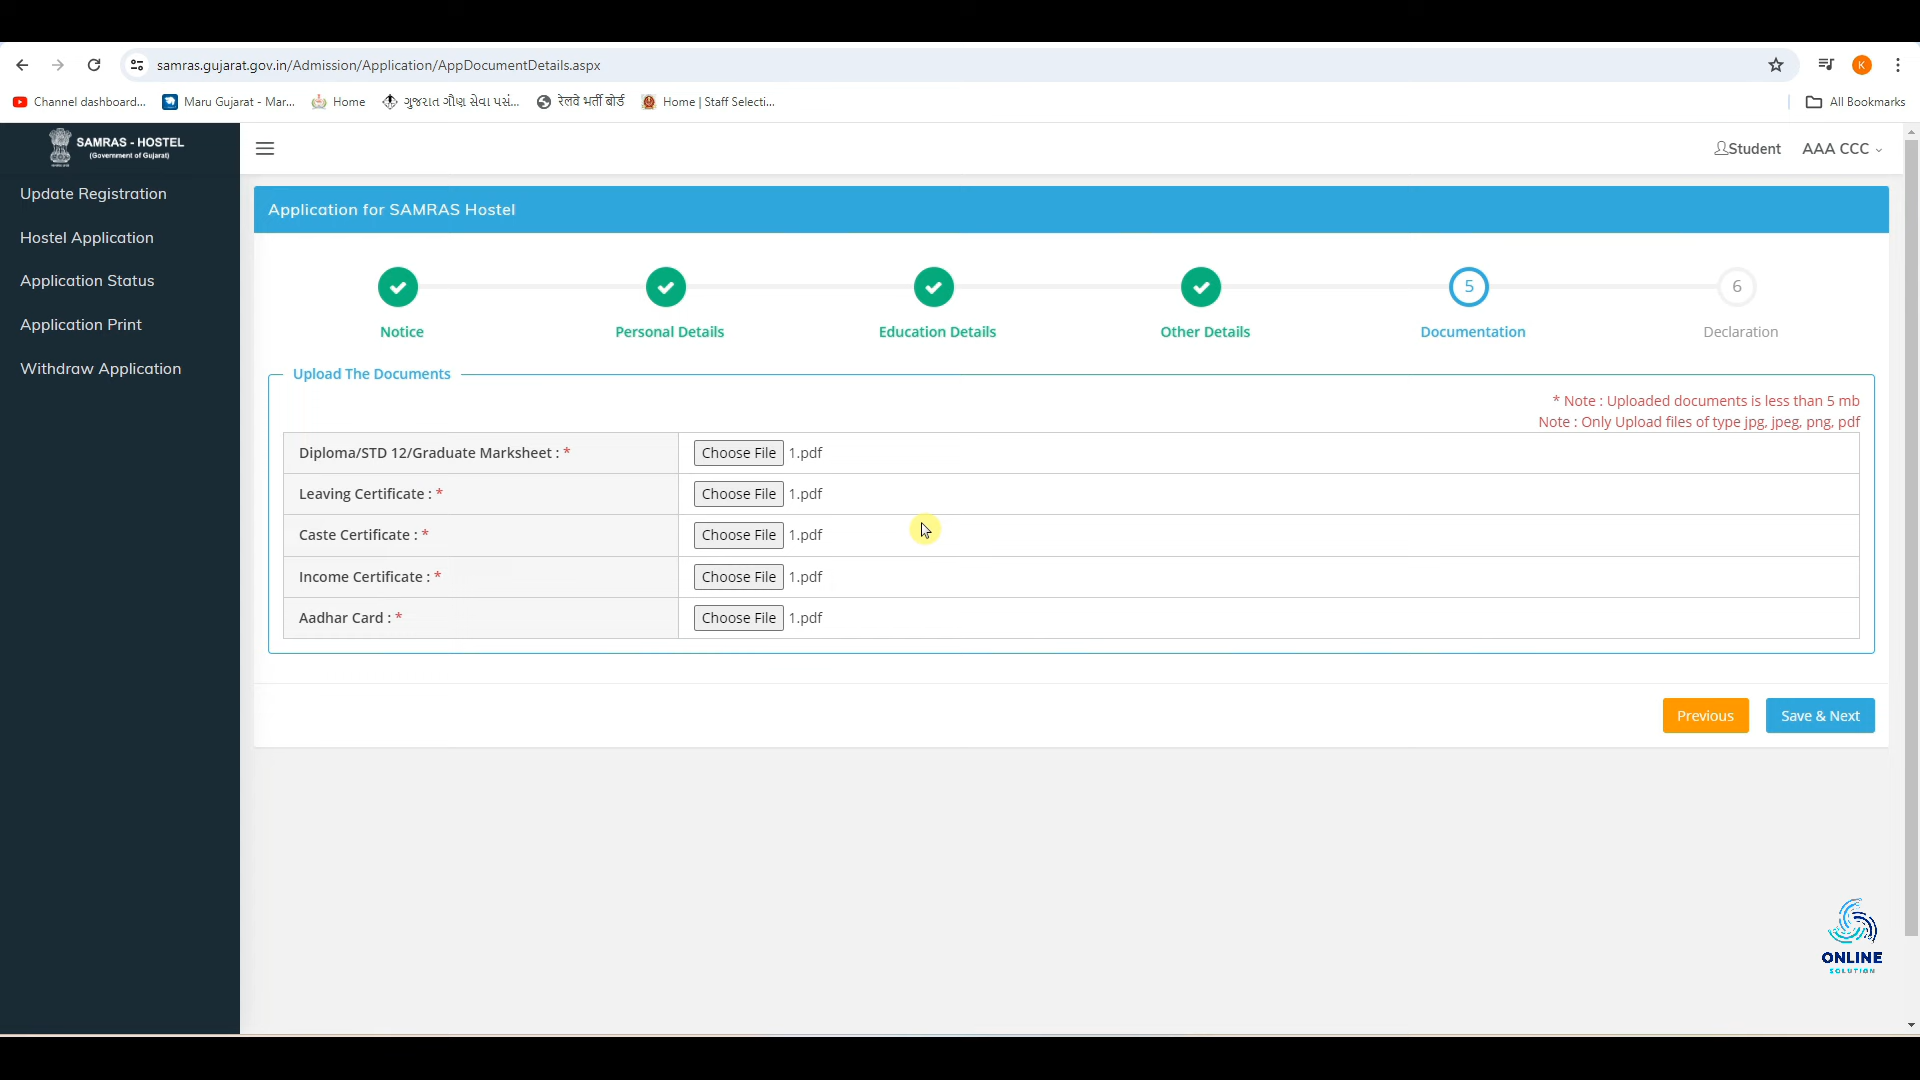 samras.gujarat.gov.in/Admission/Application/AppDocumentDetails.aspx
K
Channel dashboard...
Maru Gujarat - Mar...
Home
ગુજરાત ગૌણ સેવા પસં...
रेलवे भर्ती बोर्ड
Home | Staff Selecti...
All Bookmarks
SAMRAS - HOSTEL
(Government of Gujarat)
Student
AAA CCC
Update Registration
Hostel Application
Application Status
Application Print
Withdraw Application
Application for SAMRAS Hostel
5
6
Notice
Personal Details
Education Details
Other Details
Documentation
Declaration
Upload The Documents
* Note : Uploaded documents is less than 5 mb
Note : Only Upload files of type jpg, jpeg, png, pdf
Diploma/STD 12/Graduate Marksheet : * Choose File 1.pdf
Leaving Certificate : * Choose File 1.pdf
Caste Certificate : * Choose File 1.pdf
Income Certificate : * Choose File 1.pdf
Aadhar Card : * Choose File 1.pdf
Previous
Save & Next
ONLINE
SOLUTION